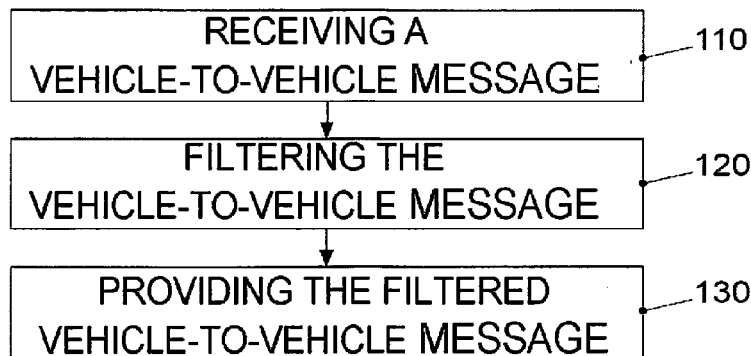 RECEIVING A
VEHICLE-TO-VEHICLE MESSAGE
110
FILTERING THE
VEHICLE-TO-VEHICLE MESSAGE
120
PROVIDING THE FILTERED
VEHICLE-TO-VEHICLE MESSAGE
130